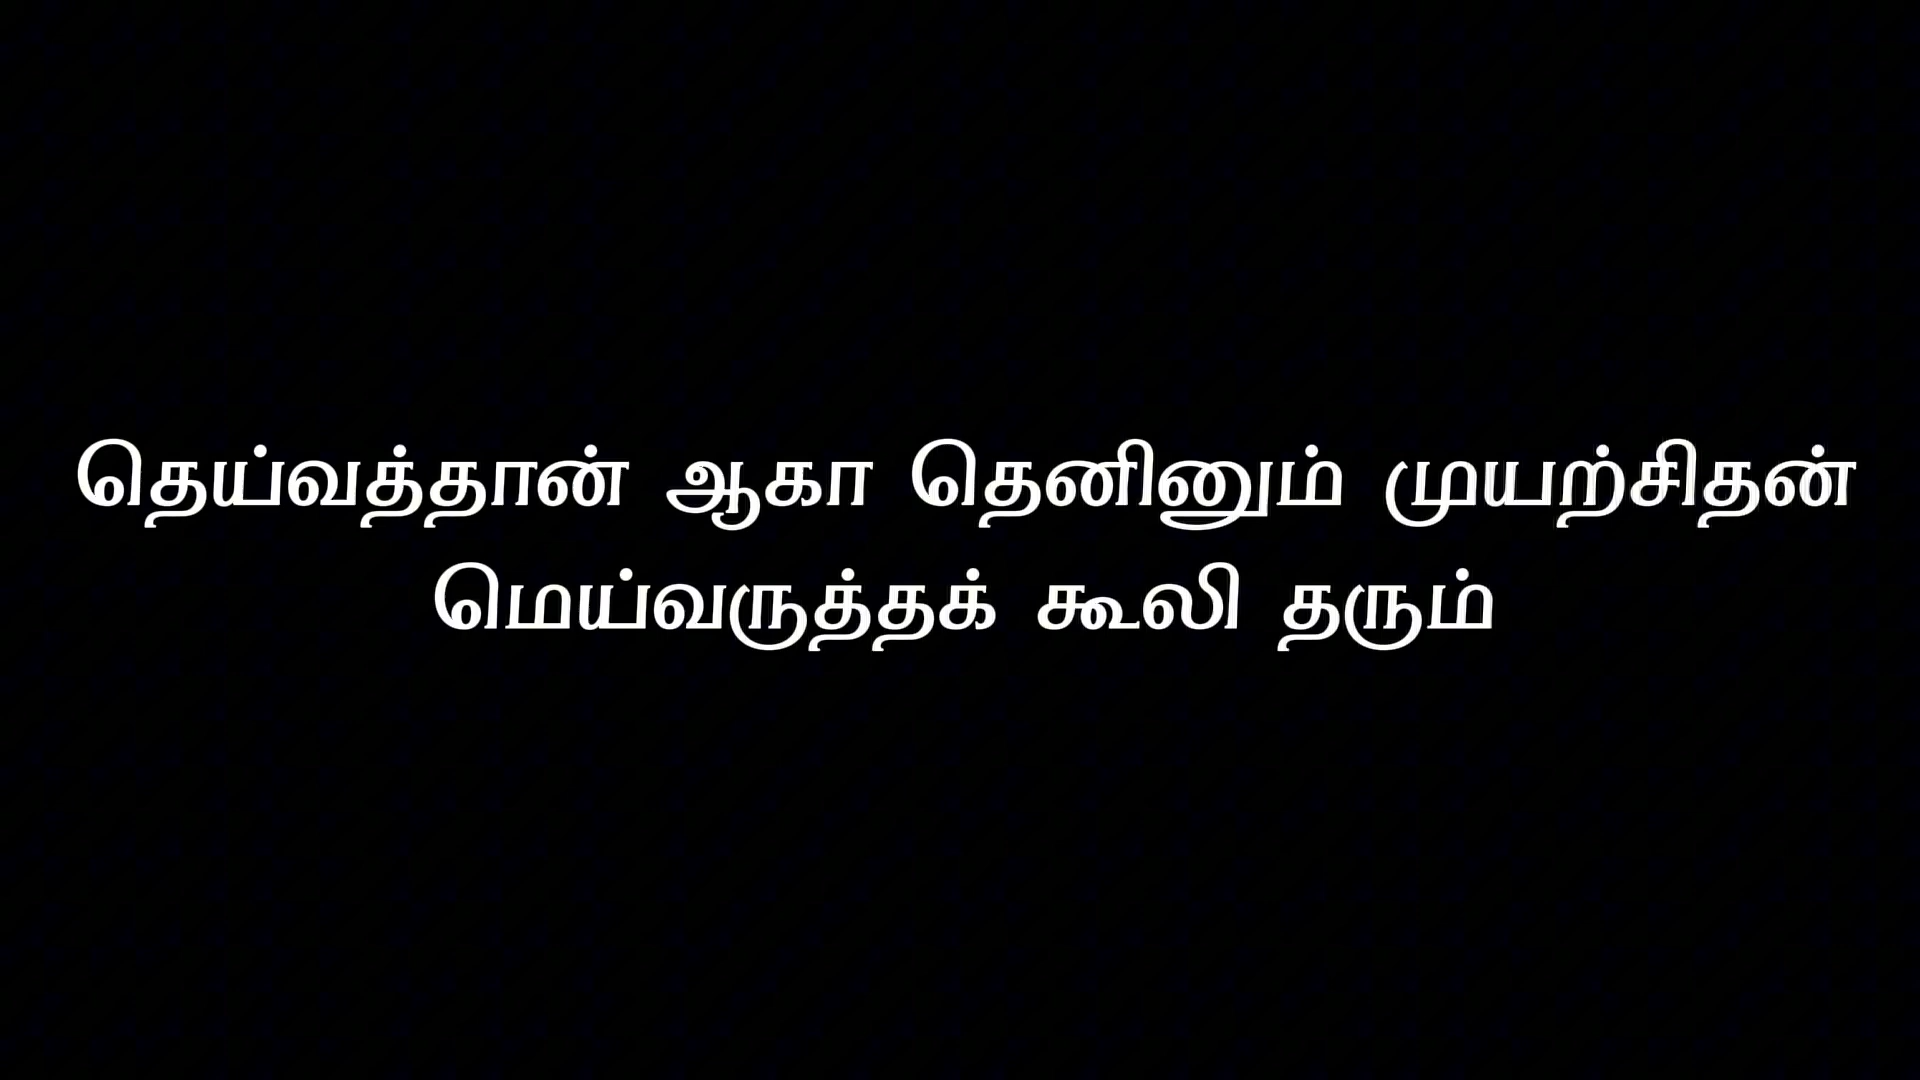 தெய்வத்தான் ஆகா தெனினும் முயற்சிதன்
மெய்வருத்தக் கூலி தரும்